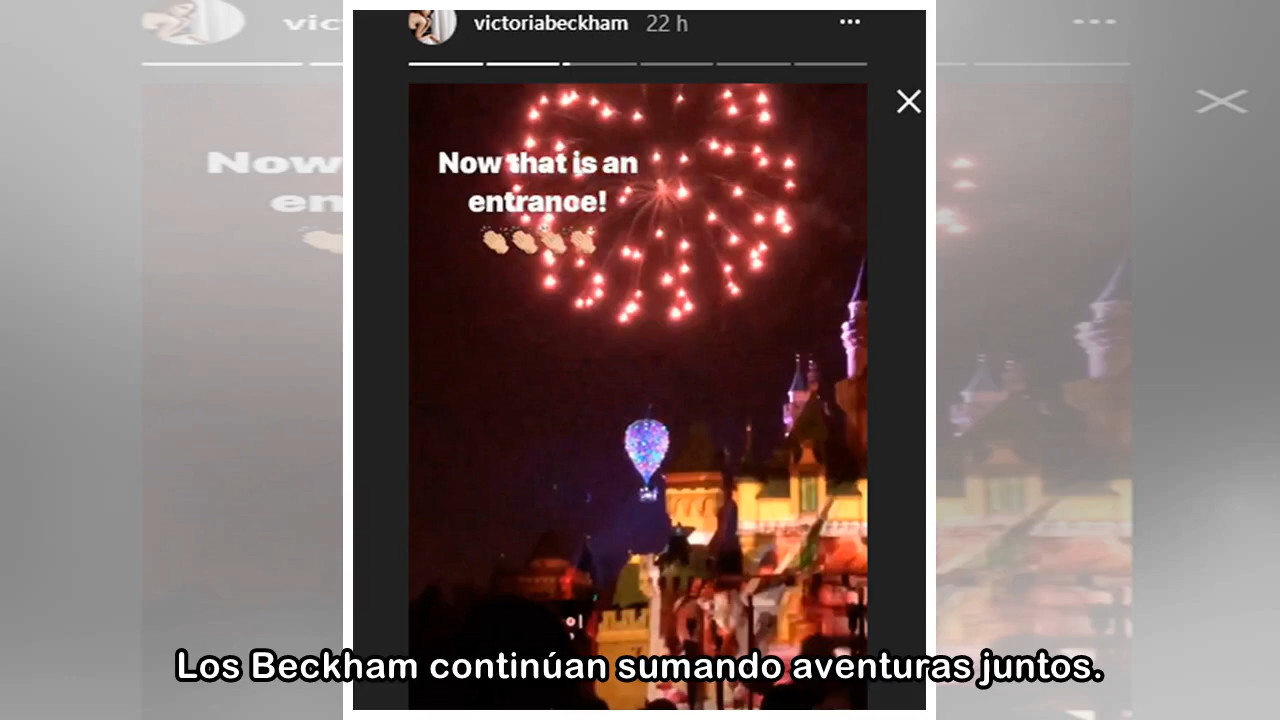 victoriabeckham 22 h
Now that is an
entrance!
Los Beckham continúan sumando aventuras juntos.